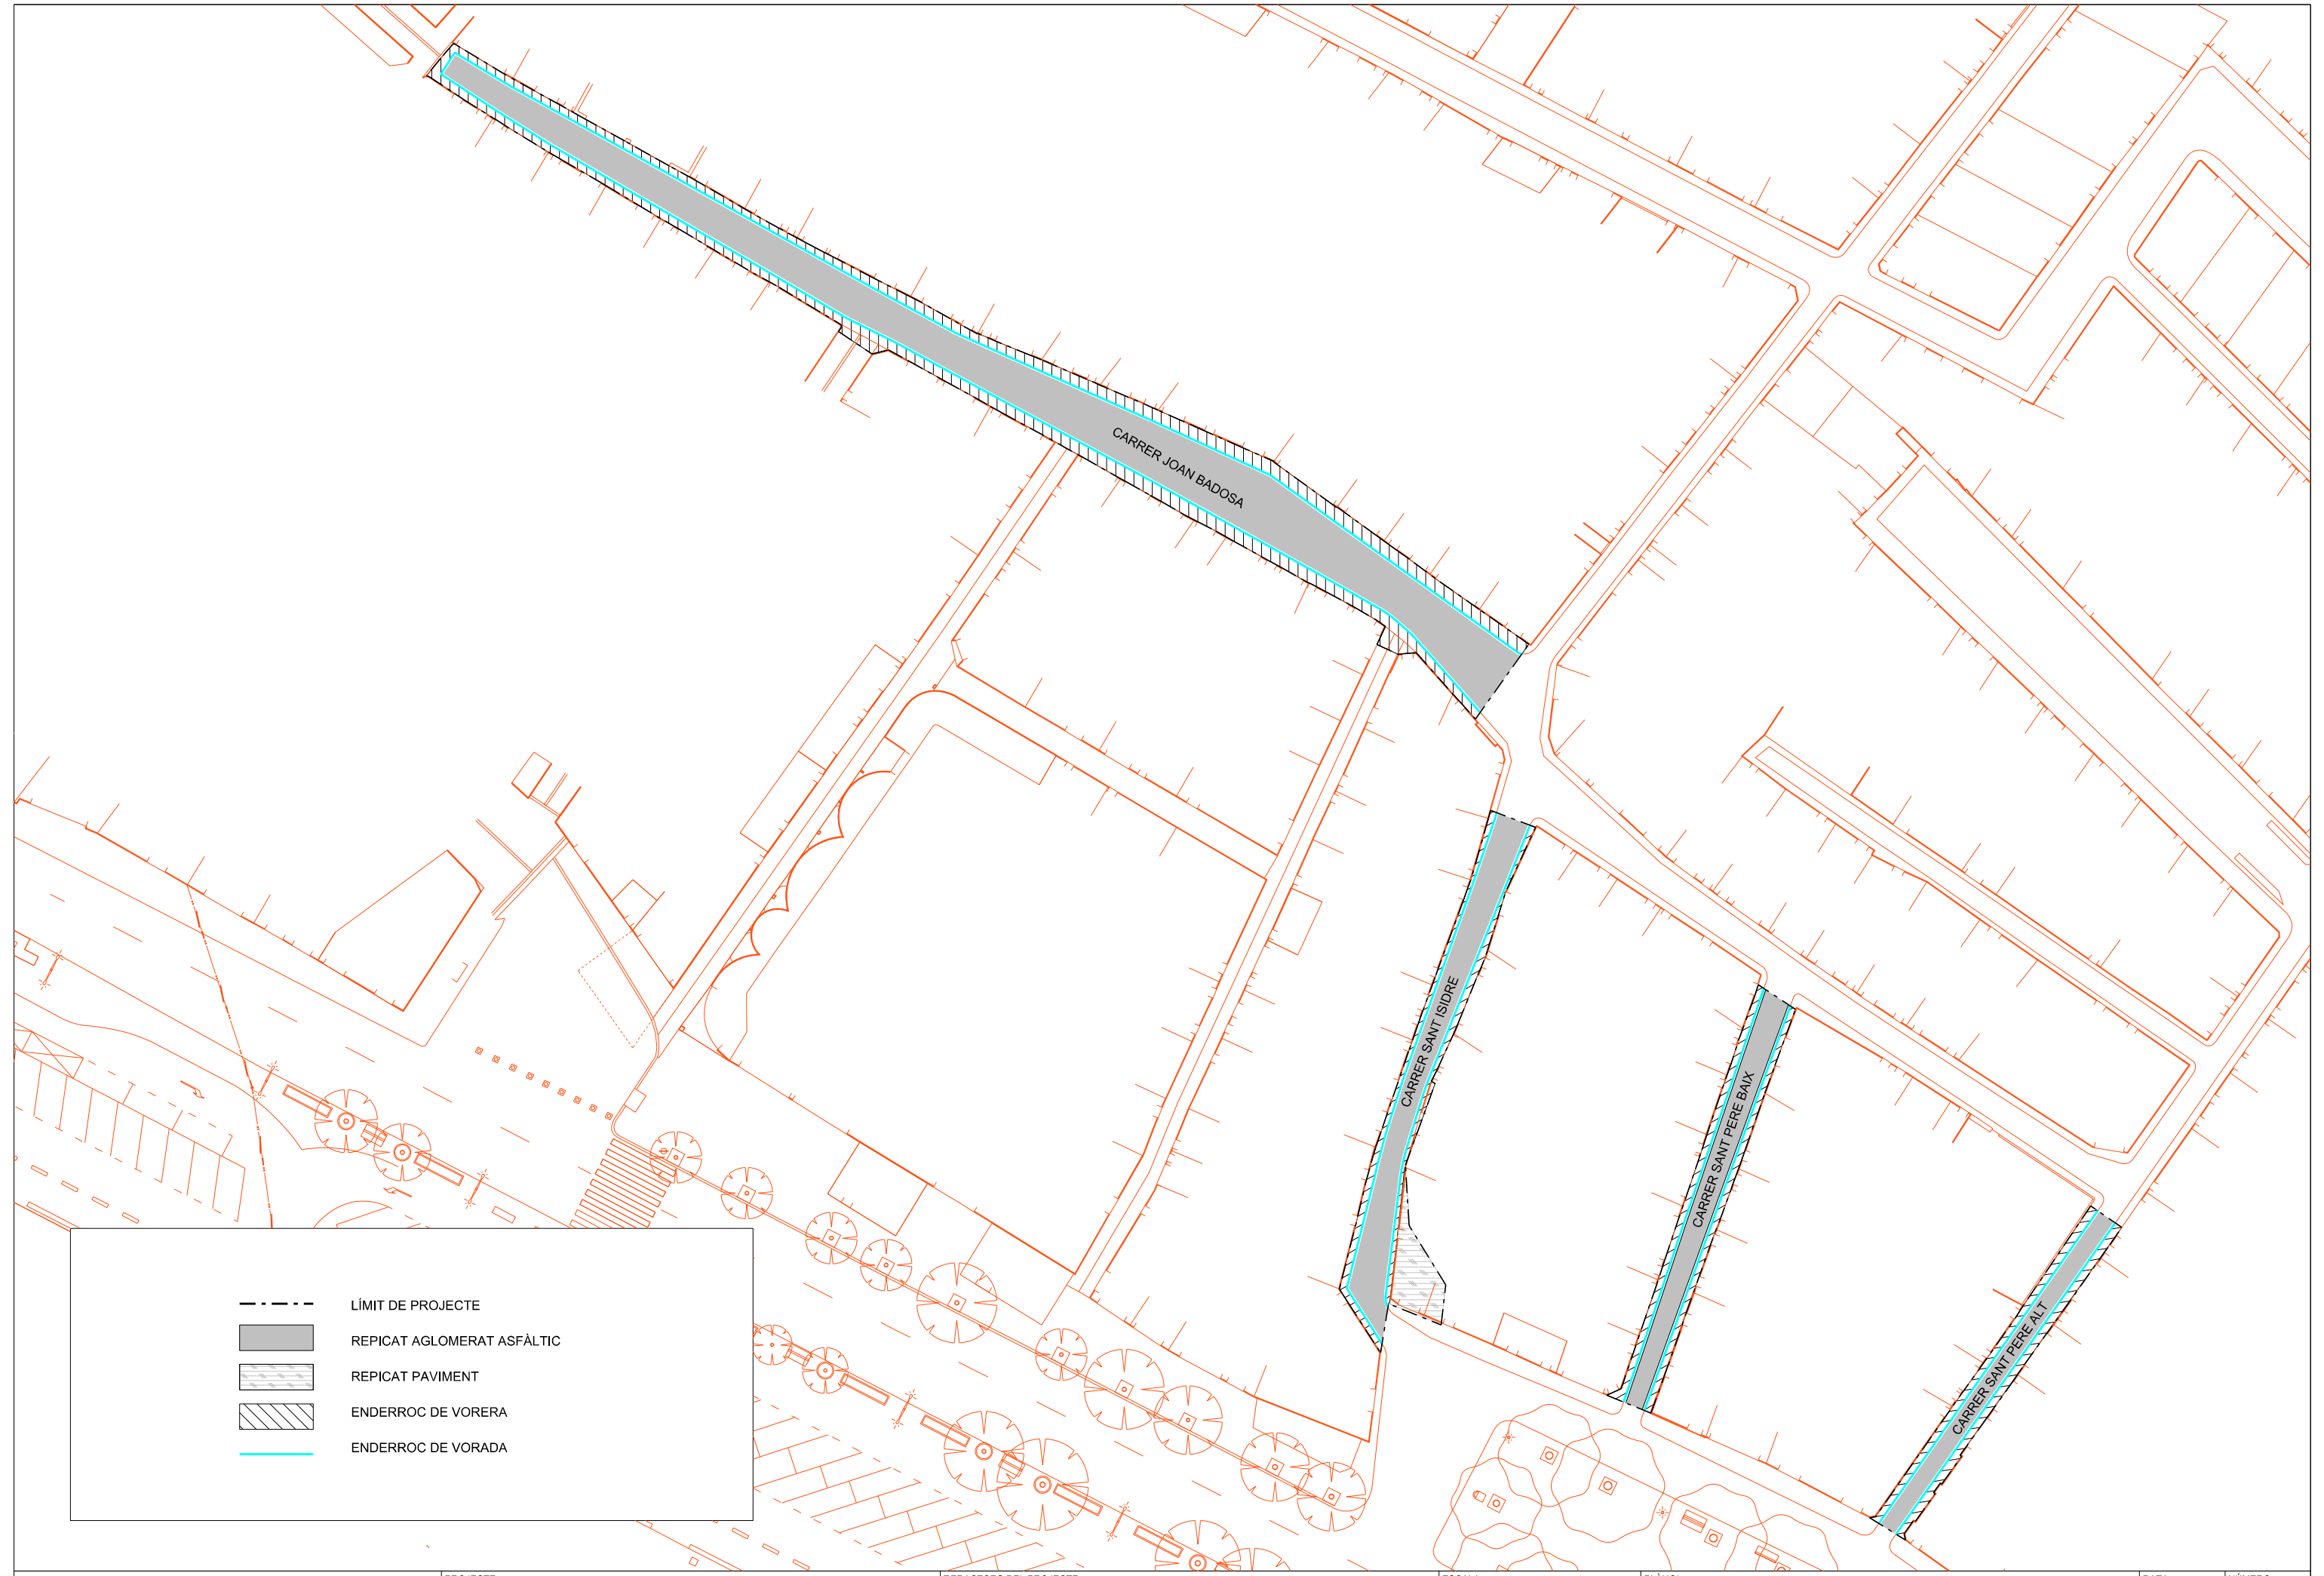 CARRER JOAN BADOSA
CARRER SANT ISIDRE
CARRER SANT PERE BAIX
CARRER SANT PERE ALT
LÍMIT DE PROJECTE
REPICAT AGLOMERAT ASFÀLTIC
REPICAT PAVIMENT
ENDERROC DE VORERA
ENDERROC DE VORADA